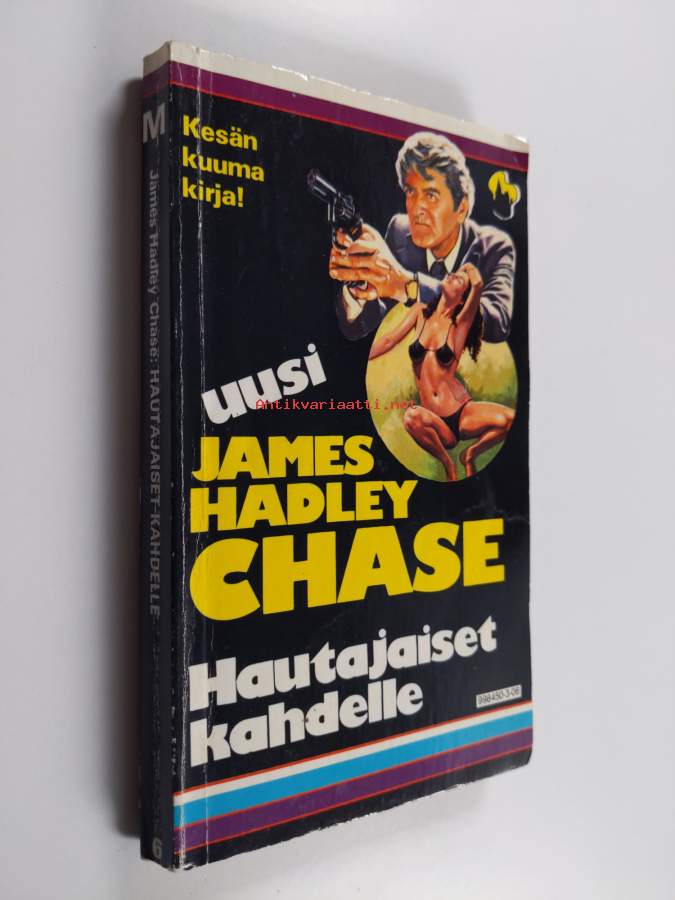 M
James Hadley Chase: HAUTAJAISET KAHDELLE
6
Kesän
kuuma
kirja!
uusi
Antikvariaatti.net
JAMES
HADLEY
CHASE
Hautajaiset
kahdelle
998450-3-06